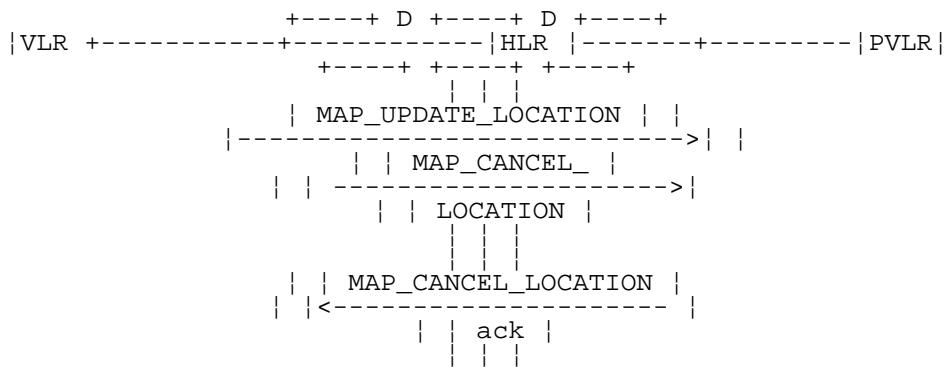 +----+ D +----+ D +----+
¦VLR +-----------+------------¦HLR ¦-------+---------¦PVLR¦
+----+ +----+ +----+
¦ ¦ ¦
¦ MAP_UPDATE_LOCATION ¦ ¦
¦--------------------------->¦ ¦
¦ ¦ MAP_CANCEL_ ¦
¦ ¦ --------------------->¦
¦ ¦ LOCATION ¦
¦ ¦ ¦
¦ ¦ ¦
¦ ¦ MAP_CANCEL_LOCATION ¦
¦ ¦<--------------------- ¦
¦ ¦ ack ¦
¦ ¦ ¦